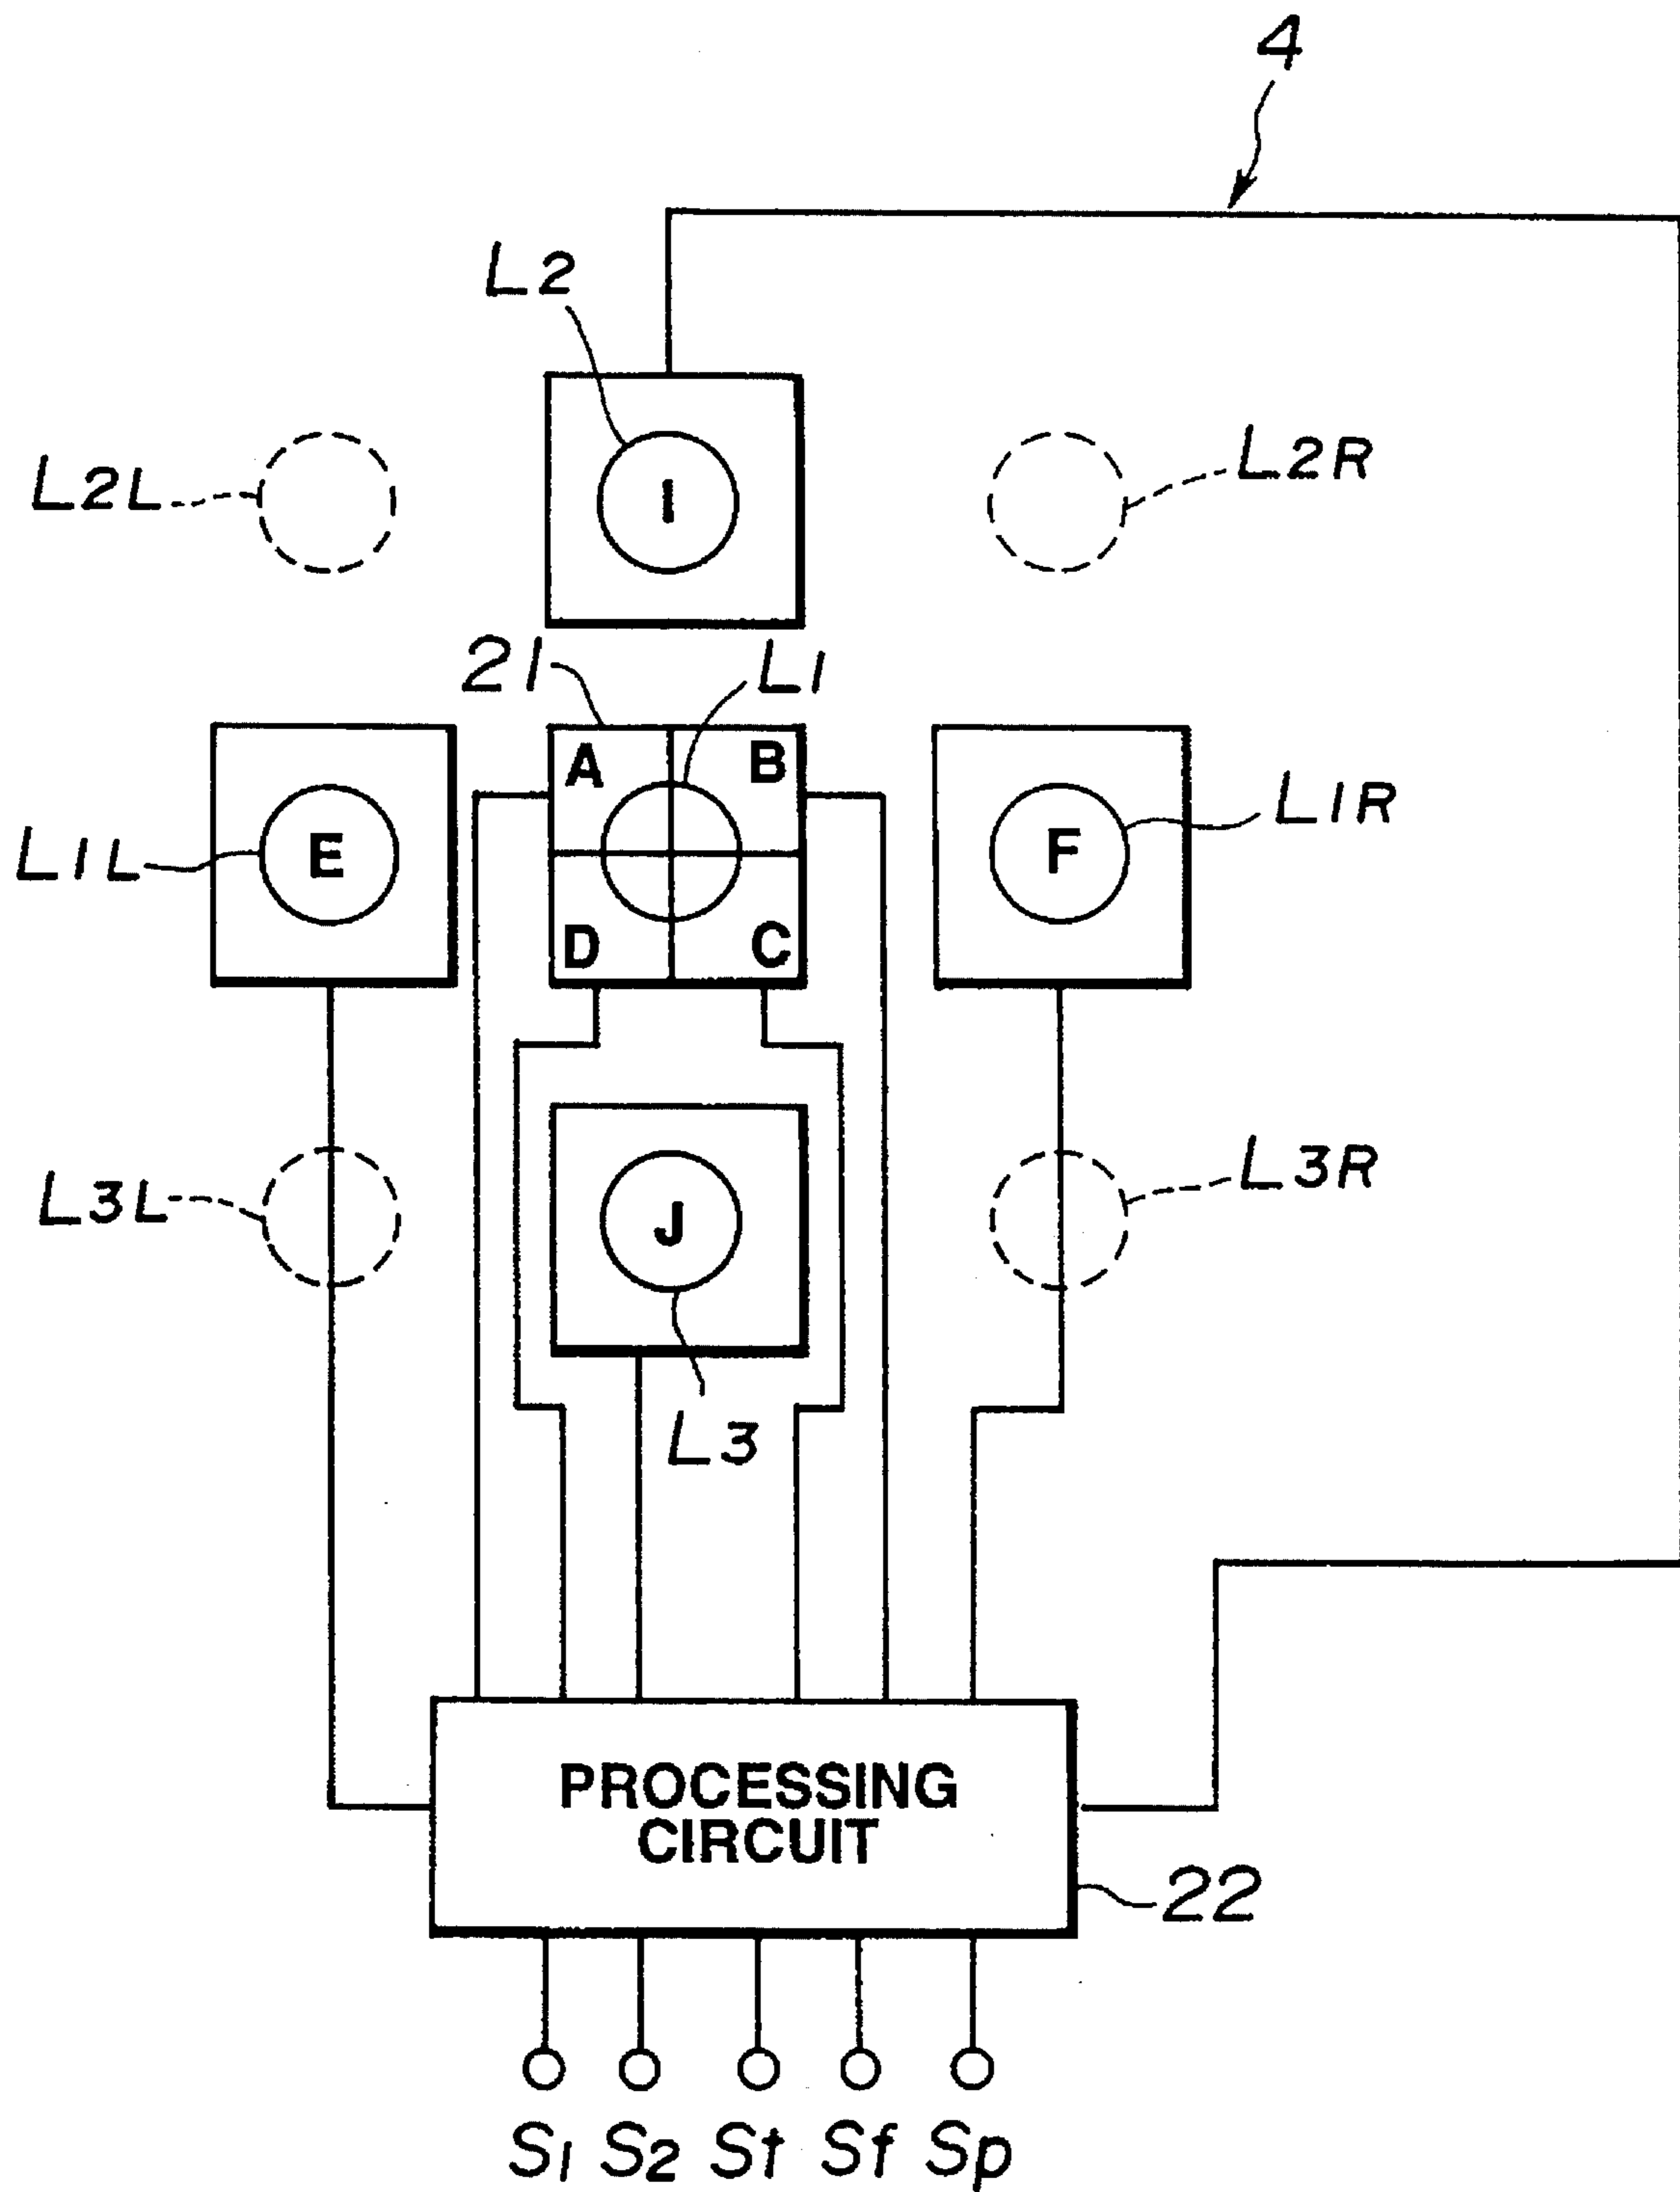 4
L2
L2L
I
L2R
21
L1
A
B
L1L
E
F
L1R
D
C
L3L
J
L3R
L3
PROCESSING
CIRCUIT
22
S1 S2 St Sf Sp